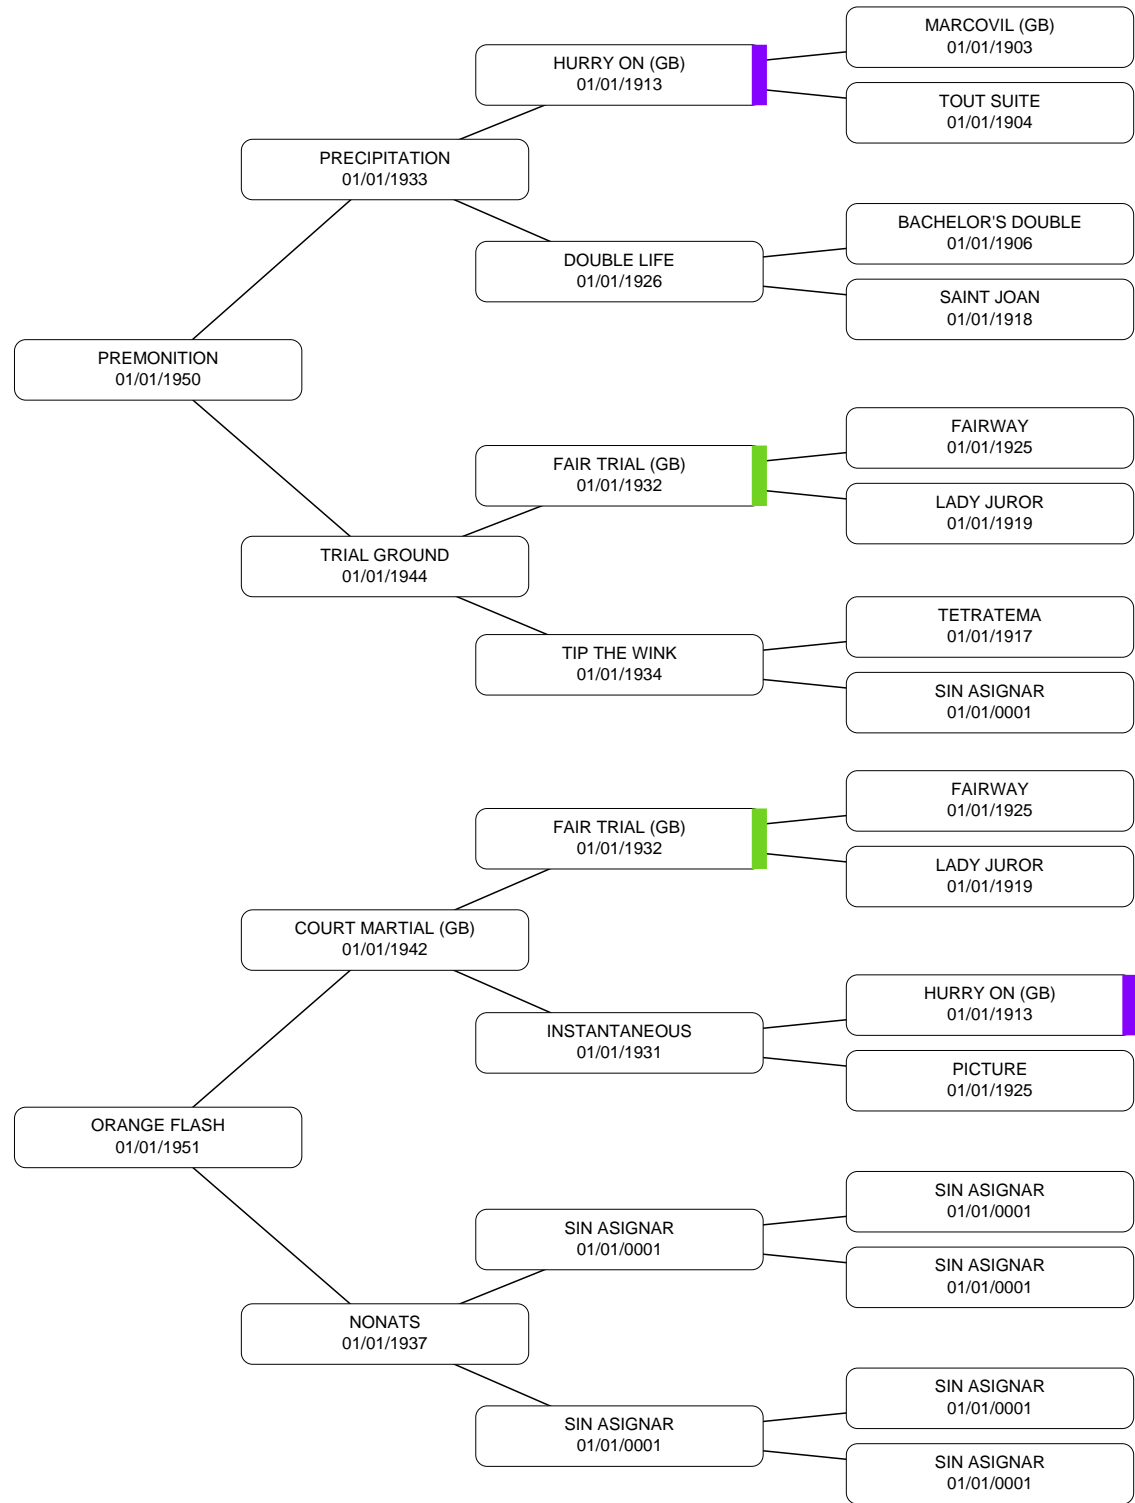 MARCOVIL (GB)
01/01/1903
HURRY ON (GB)
01/01/1913
TOUT SUITE
01/01/1904
PRECIPITATION
01/01/1933
BACHELOR'S DOUBLE
01/01/1906
DOUBLE LIFE
01/01/1926
SAINT JOAN
01/01/1918
PREMONITION
01/01/1950
FAIRWAY
01/01/1925
FAIR TRIAL (GB)
01/01/1932
LADY JUROR
01/01/1919
TRIAL GROUND
01/01/1944
TETRATEMA
01/01/1917
TIP THE WINK
01/01/1934
SIN ASIGNAR
01/01/0001
FAIRWAY
01/01/1925
FAIR TRIAL (GB)
01/01/1932
LADY JUROR
01/01/1919
COURT MARTIAL (GB)
01/01/1942
HURRY ON (GB)
01/01/1913
INSTANTANEOUS
01/01/1931
PICTURE
01/01/1925
ORANGE FLASH
01/01/1951
SIN ASIGNAR
01/01/0001
SIN ASIGNAR
01/01/0001
SIN ASIGNAR
01/01/0001
NONATS
01/01/1937
SIN ASIGNAR
01/01/0001
SIN ASIGNAR
01/01/0001
SIN ASIGNAR
01/01/0001